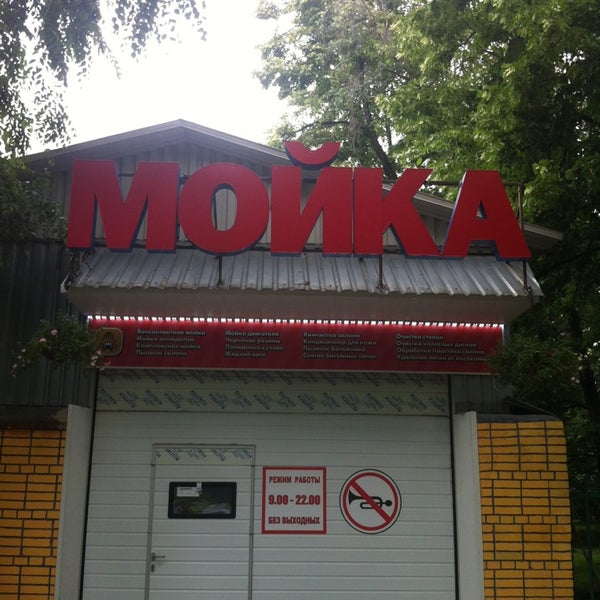 МОЙКА
Бесконтактная мойка
Мойка аппаратом
Комплексная мойка
Пылесос салона
Мойка двигателя
Чернение резины
Полировка кузова
Жидкий воск
Химчистка салона
Кондиционер для кожи
Пылесос багажника
Снятие битумных пятен
Очистка стекол
Очистка колесных дисков
Обработка пластика салона
Удаление пятен от насекомых
РЕЖИМ РАБОТЫ
9.00 - 22.00
БЕЗ ВЫХОДНЫХ